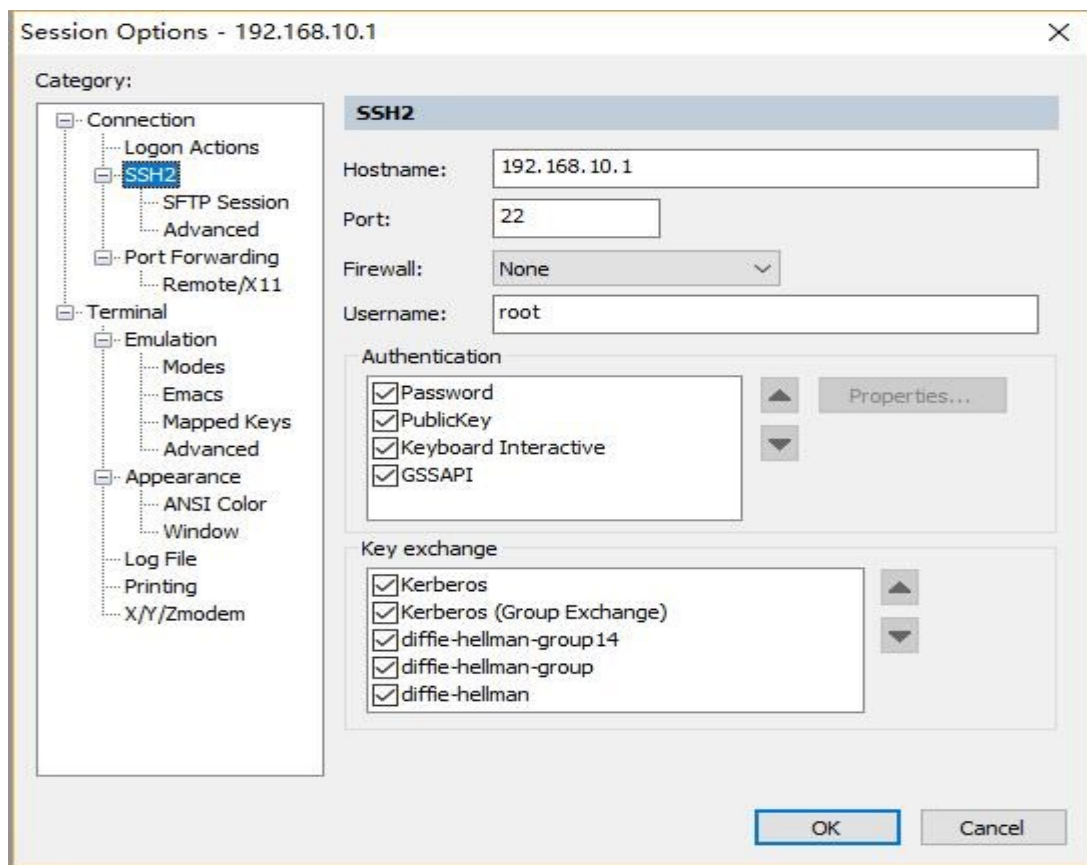 Session Options - 192.168.10.1
Category:
Connection
Logon Actions
SSH2
SFTP Session
Advanced
Port Forwarding
Remote/X11
Terminal
Emulation
Modes
Emacs
Mapped Keys
Advanced
Appearance
ANSI Color
Window
Log File
Printing
X/Y/Zmodem
SSH2
Hostname: 192.168.10.1
Port: 22
Firewall: None
Username: root
Authentication
Password
PublicKey
Keyboard Interactive
GSSAPI
Properties...
Key exchange
Kerberos
Kerberos (Group Exchange)
diffie-hellman-group14
diffie-hellman-group
diffie-hellman
OK Cancel